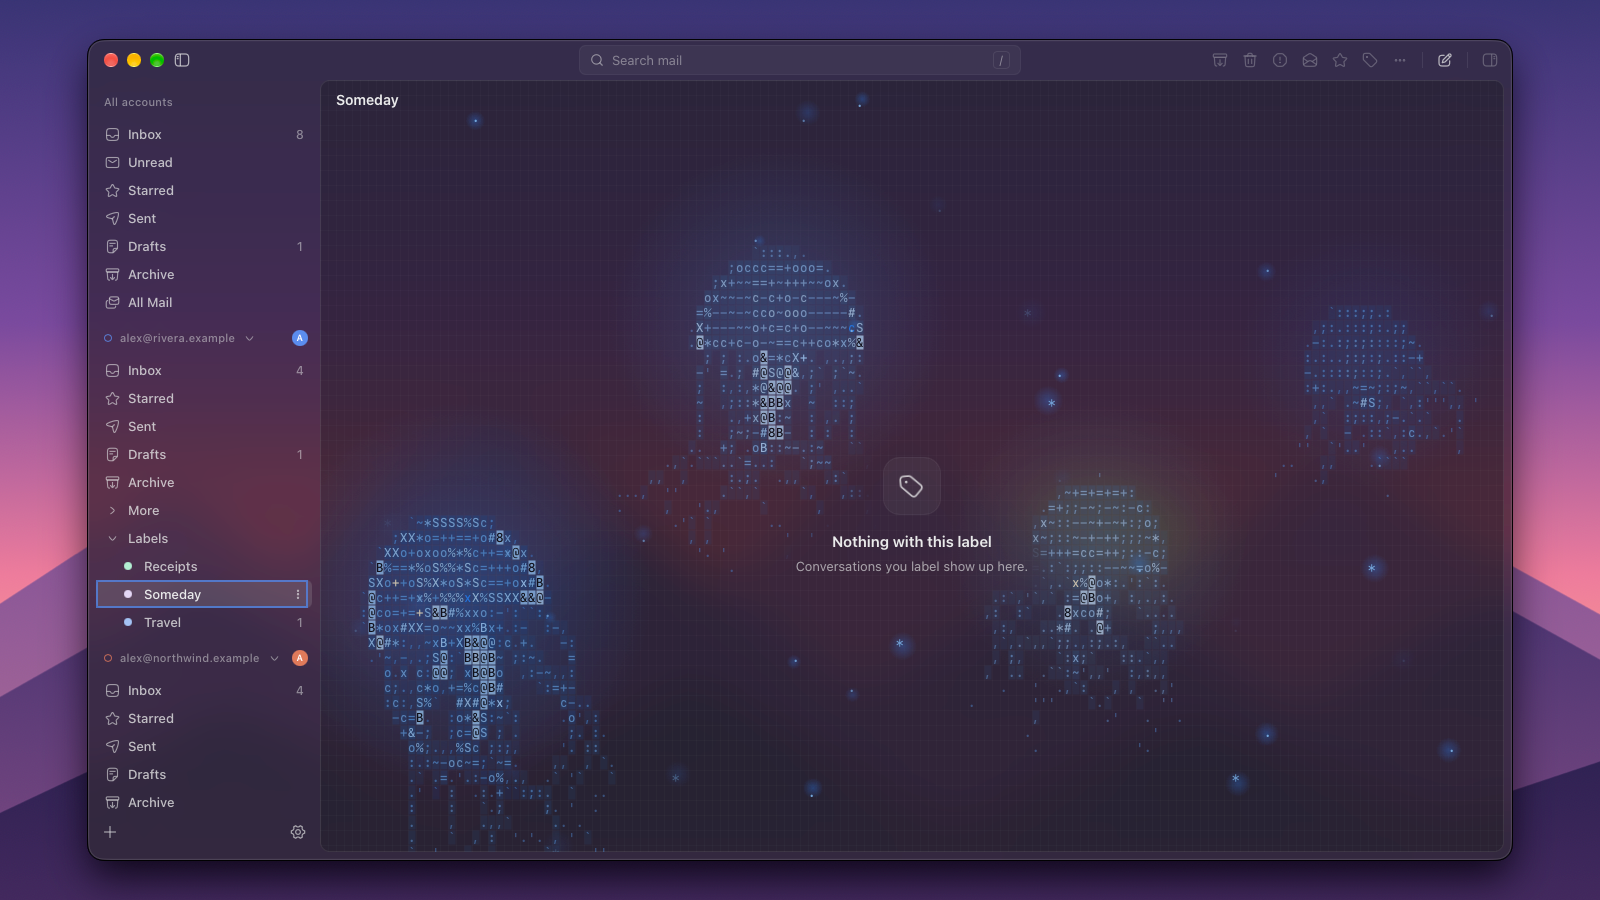 Search mail
/
All accounts
Inbox 8
Unread
Starred
Sent
Drafts 1
Archive
All Mail
alex@rivera.example A
Inbox 4
Starred
Sent
Drafts 1
Archive
More
Labels
Receipts
Someday
Travel 1
alex@northwind.example A
Inbox 4
Starred
Sent
Drafts
Archive
Someday
Nothing with this label
Conversations you label show up here.